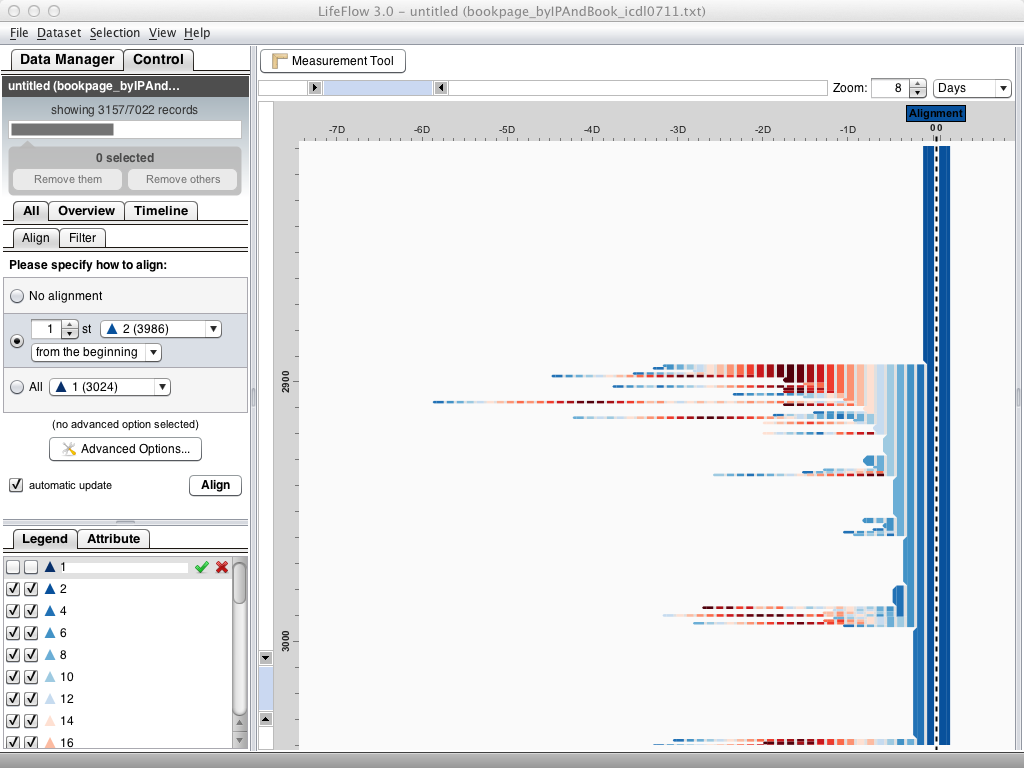 LifeFlow 3.0 – untitled (bookpage_byIPAndBook_icdl0711.txt)
File Dataset Selection View Help
Data Manager Control
untitled (bookpage_byIPAnd...
showing 3157/7022 records
0 selected
Remove them Remove others
All Overview Timeline
Align Filter
Please specify how to align:
No alignment
1 st 2 (3986)
from the beginning
All 1 (3024)
(no advanced option selected)
Advanced Options...
automatic update Align
Legend Attribute
1
2
4
6
8
10
12
14
16
Measurement Tool
Zoom: 8 Days
Alignment
-7D -6D -5D -4D -3D -2D -1D 0 0
2900
3000